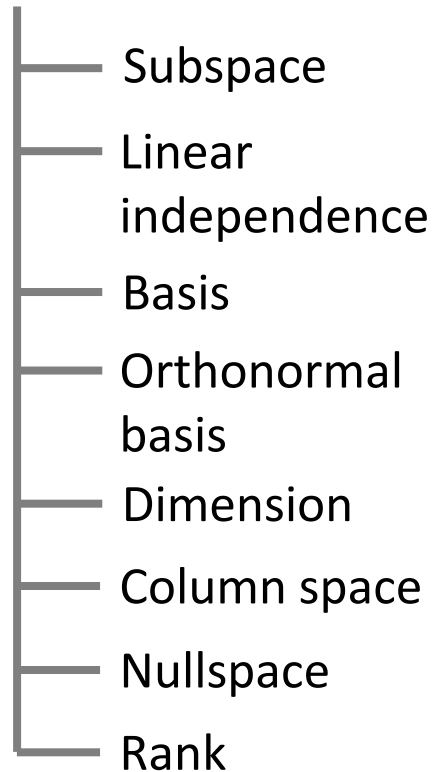 Subspace
Linear
independence
Basis
Orthonormal
basis
Dimension
Column space
Nullspace
Rank